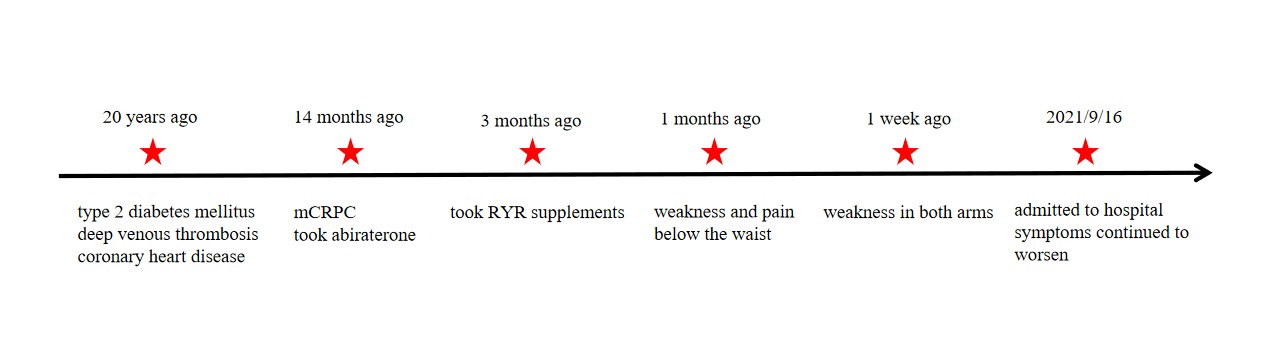 20 years ago
14 months ago
3 months ago
1 months ago
1 week ago
2021/9/16
type 2 diabetes mellitus
deep venous thrombosis
coronary heart disease
mCRPC
took abiraterone
took RYR supplements
weakness and pain
below the waist
weakness in both arms
admitted to hospital
symptoms continued to
worsen